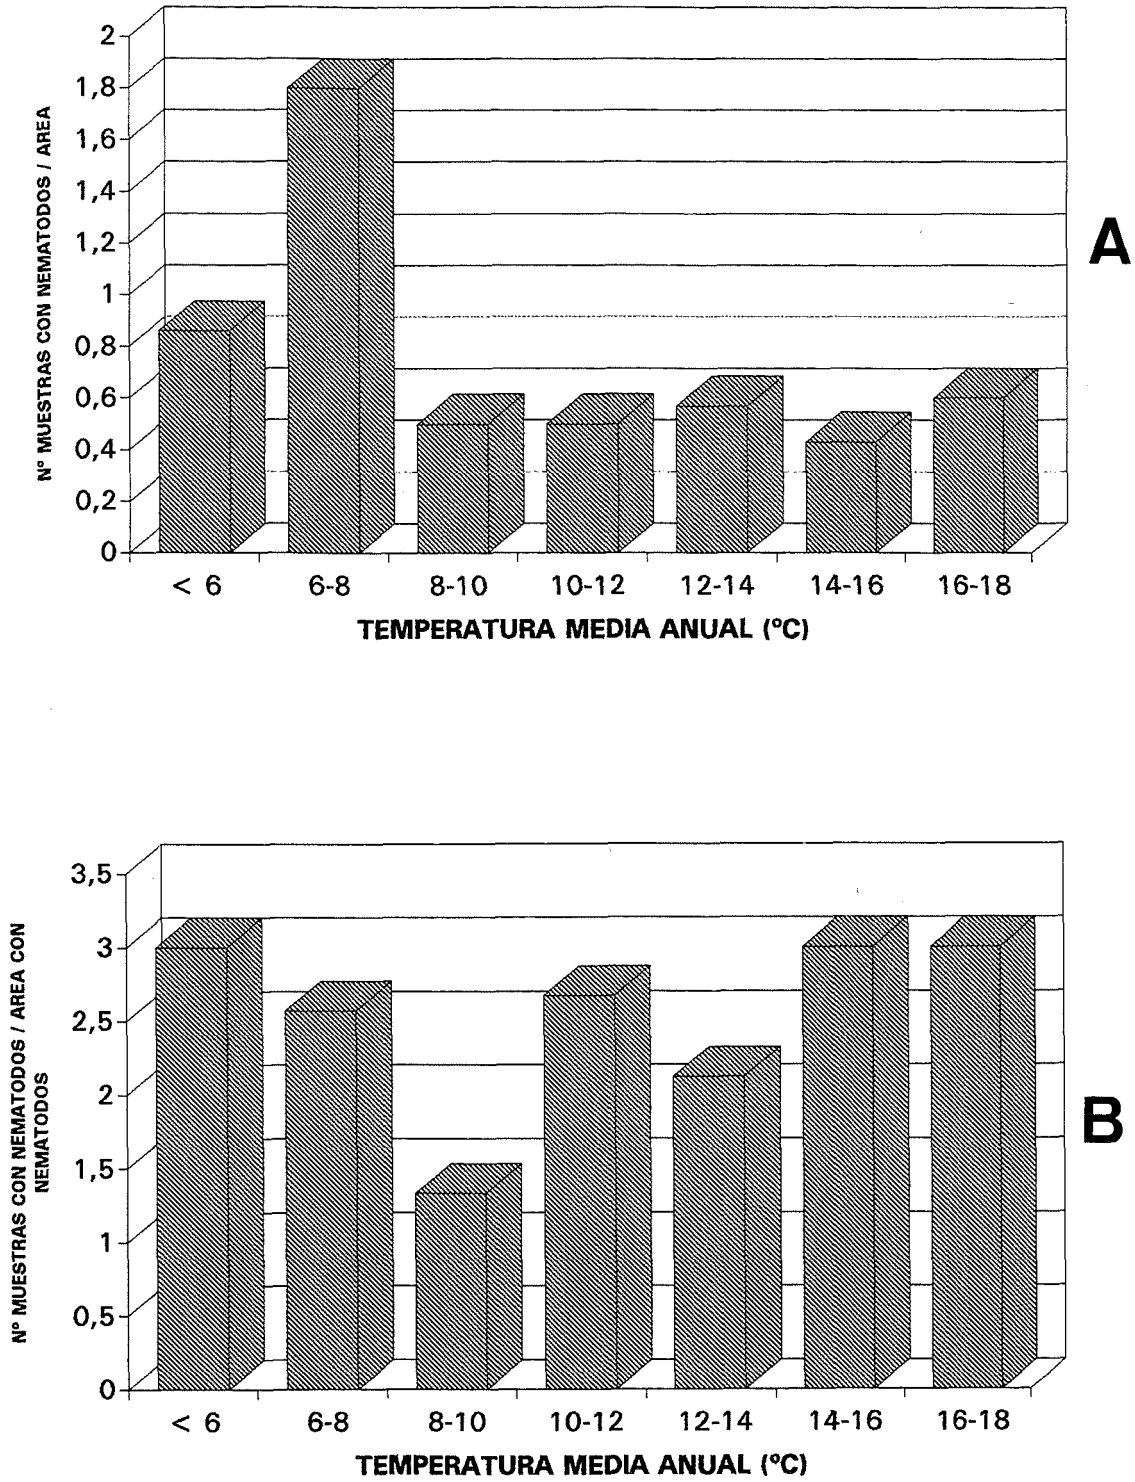 2
1,8
1,6
1,4
1,2
1
0,8
0,6
0,4
0,2
0
Nº MUESTRAS CON NEMATODOS / AREA
A
< 6 6-8 8-10 10-12 12-14 14-16 16-18
TEMPERATURA MEDIA ANUAL (ºC)
3,5
3
2,5
2
1,5
1
0,5
0
Nº MUESTRAS CON NEMATODOS / AREA CON
NEMATODOS
B
< 6 6-8 8-10 10-12 12-14 14-16 16-18
TEMPERATURA MEDIA ANUAL (ºC)